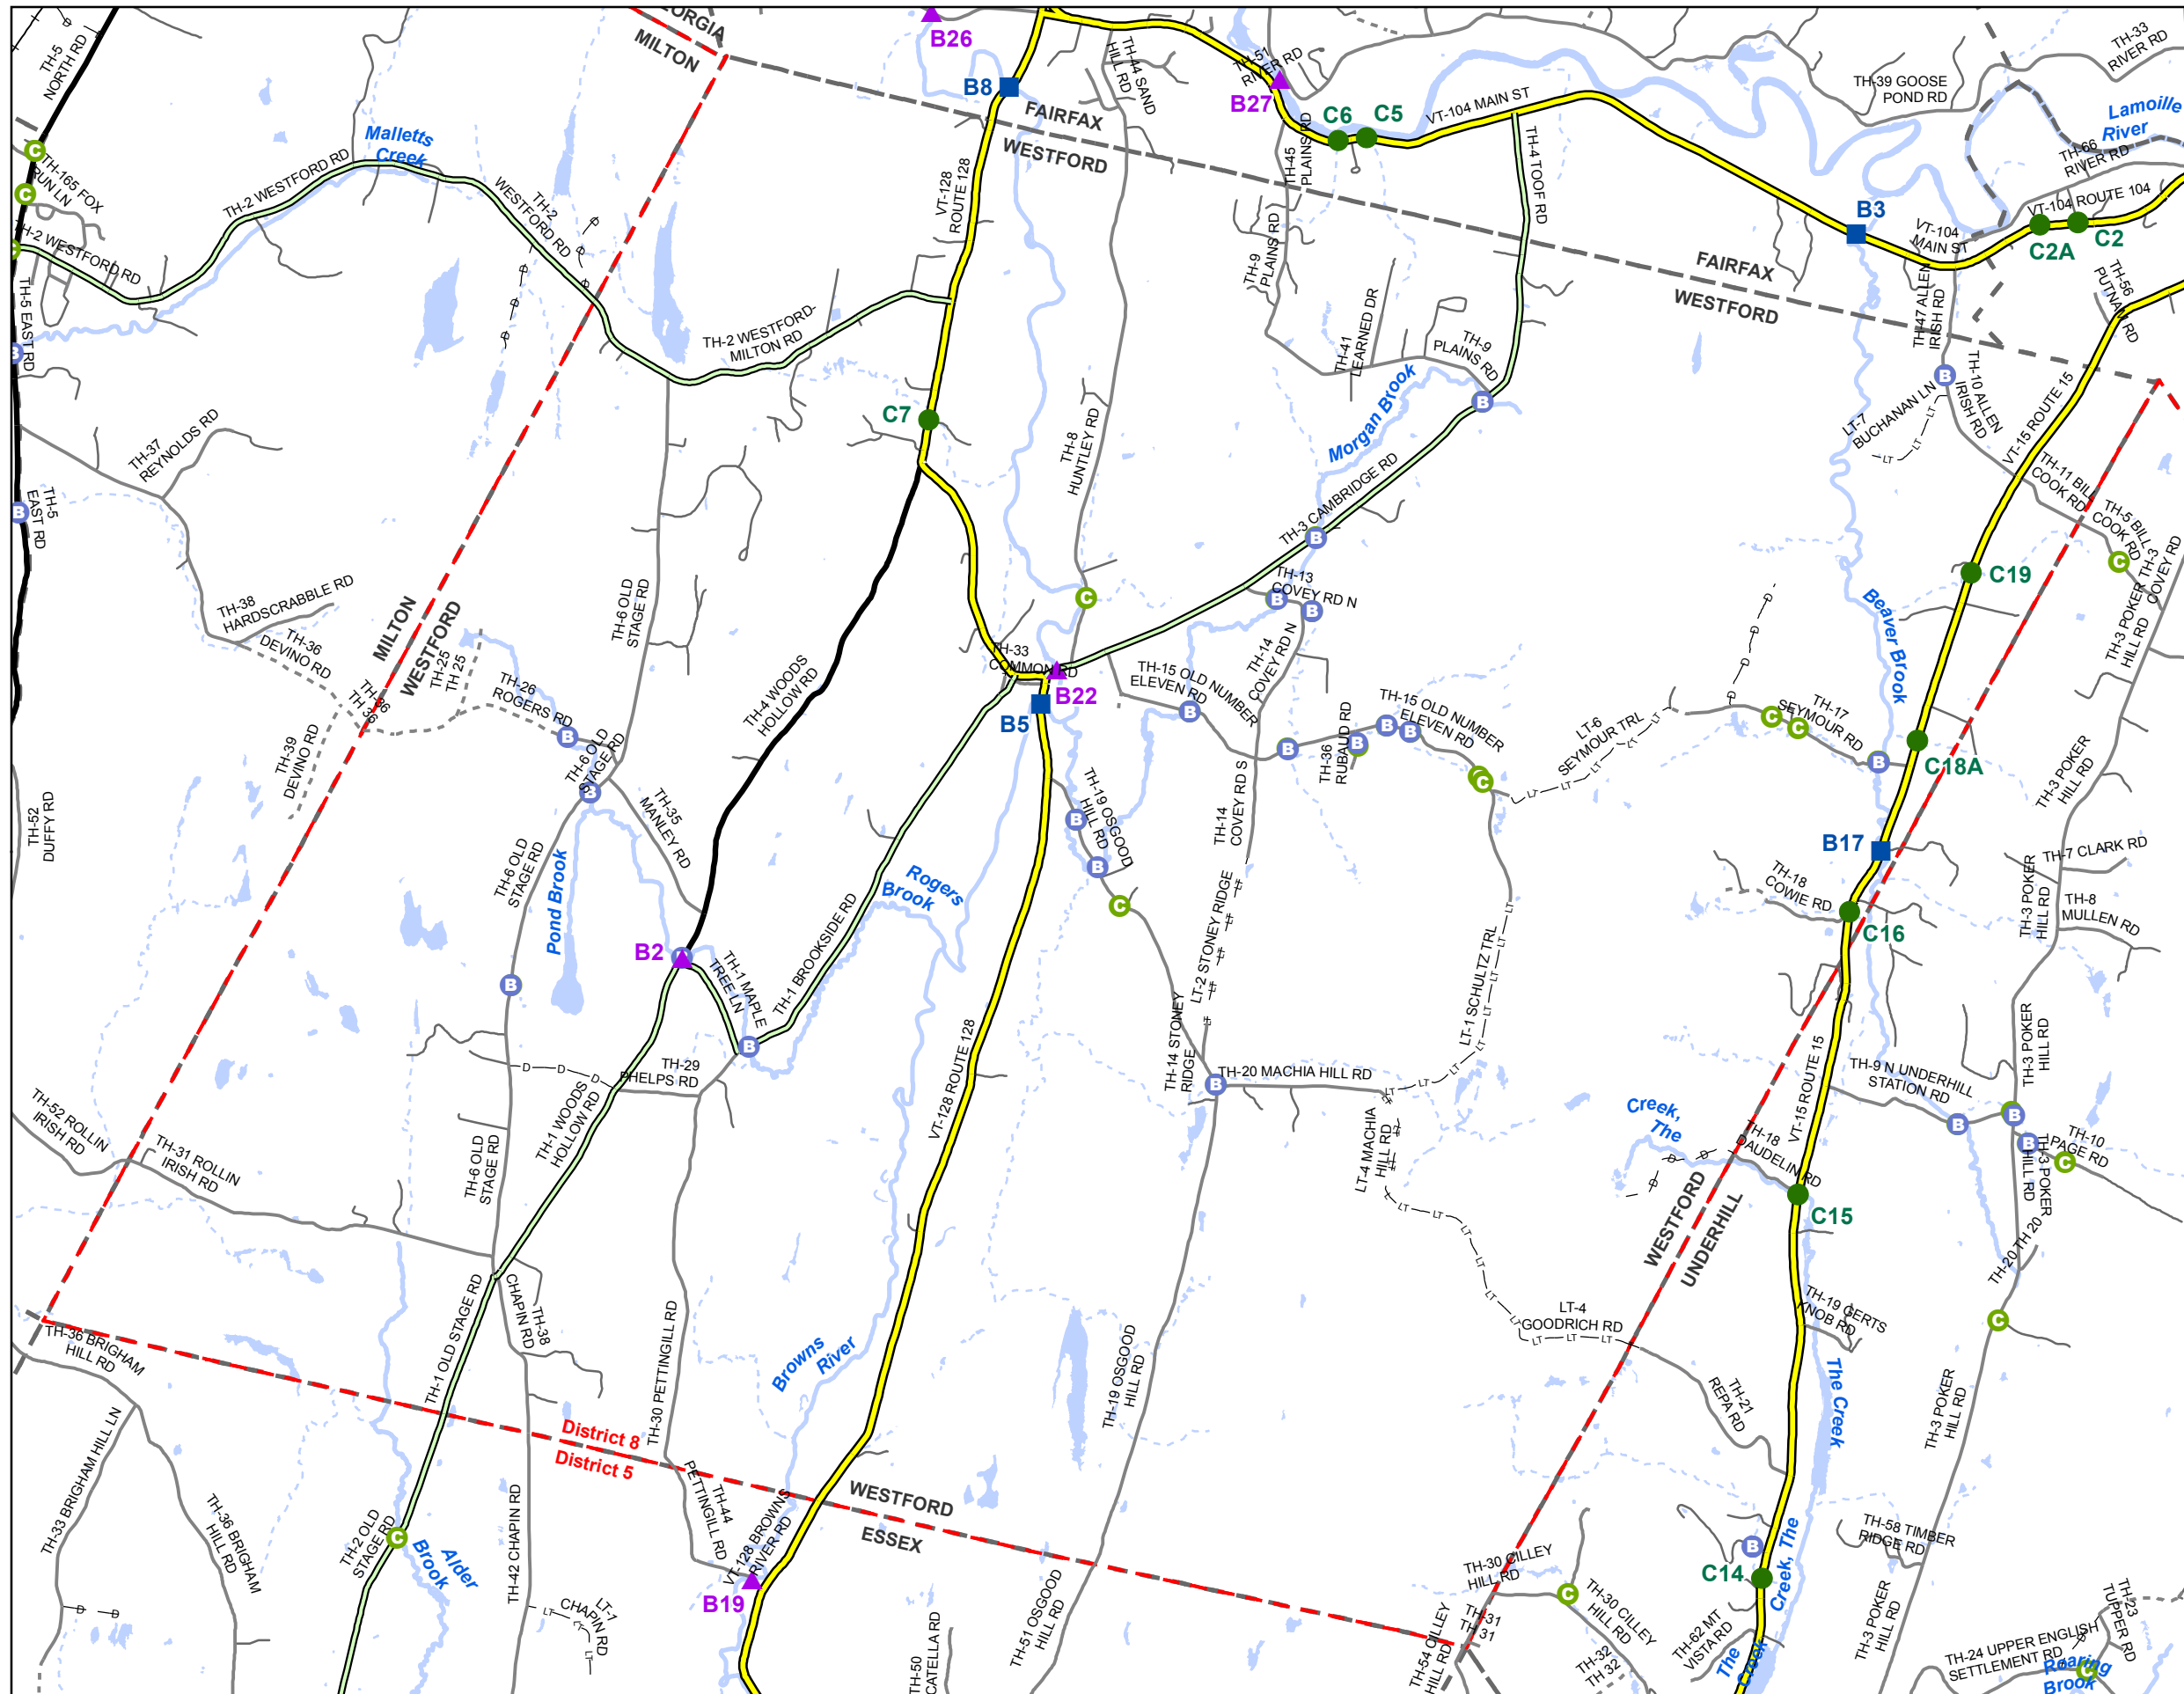 TH-5
NORTH RD
MILTON
B26
B8
TH-44 SAND
HILL RD
TH-51
RIVER RD
B27
C6
C5
VT-104 MAIN ST
TH-39 GOOSE
POND RD
TH-33
RIVER RD
Lamoille
River
TH-66
RIVER RD
VT-104 ROUTE 104
C2A
C2
B3
VT-104
MAIN ST
FAIRFAX
WESTFORD
Malletts
Creek
TH-165 FOX
RUN LN
TH-2 WESTFORD RD
TH-2 WESTFORD RD
TH-2
WESTFORD RD
VT-128
ROUTE 128
TH-45
PLAINS RD
TH-4 TOOF RD
TH-9
PLAINS RD
FAIRFAX
WESTFORD
TH-56
PUTNAM RD
TH-47 ALLEN
IRISH RD
TH-5 EAST RD
TH-2 WESTFORD-
MILTON RD
TH-41
LEARNED DR
TH-9
PLAINS RD
Morgan Brook
TH-10 ALLEN
IRISH RD
LT-7
BUCHANAN LN
VT-15 ROUTE 15
TH-11 BILL
COOK RD
TH-5 BILL
COOK RD
TH-3
COVEY RD
C7
TH-8
HUNTLEY RD
TH-37
REYNOLDS RD
TH-5
EAST RD
TH-3 CAMBRIDGE RD
TH-13
COVEY RD N
C19
Beaver Brook
TH-3 POKER
HILL RD
TH-38
HARDSCRABBLE RD
TH-36
DEVINO RD
MILTON
WESTFORD
TH-25
TH 25
TH-6 OLD
STAGE RD
TH-36
TH 36
TH-26
ROGERS RD
TH-4 WOODS
HOLLOW RD
TH-33
COMMON RD
B22
B5
TH-15 OLD NUMBER
ELEVEN RD
TH-14
COVEY RD N
TH-15 OLD NUMBER
ELEVEN RD
TH-36
RUBAUD RD
LT-6
SEYMOUR TRL
TH-17
SEYMOUR RD
C18A
TH-3 POKER
HILL RD
TH-39
DEVINO RD
TH-6 OLD
STAGE RD
TH-35
MANLEY RD
TH-52
DUFFY RD
TH-19 OSGOOD
HILL RD
TH-14
COVEY RD S
B17
TH-7 CLARK RD
TH-18
COWIE RD
C16
TH-3 POKER
HILL RD
TH-8
MULLEN RD
TH-6 OLD
STAGE RD
Pond Brook
Rogers
Brook
B2
TH-1 MAPLE
TREE LN
TH-1 BROOKSIDE RD
LT-2 STONEY RIDGE
LT-1 SCHULTZ TRL
TH-14 STONEY
RIDGE
TH-20 MACHIA HILL RD
TH-29
PHELPS RD
VT-128 ROUTE 128
TH-1 WOODS
HOLLOW RD
VT-15 ROUTE 15
TH-9 N UNDERHILL
STATION RD
TH-3 POKER
HILL RD
TH-10
PAGE RD
TH-3 POKER
HILL RD
TH-20 TH 20
Creek,
The
TH-18
DAUDELIN RD
C15
LT-4 MACHIA
HILL RD
WESTFORD
UNDERHILL
TH-52 ROLLIN
IRISH RD
TH-31 ROLLIN
IRISH RD
TH-6 OLD
STAGE RD
TH-36 BRIGHAM
HILL RD
TH-1 OLD STAGE RD
TH-38
CHAPIN RD
TH-30 PETTINGILL RD
Browns
River
TH-19 OSGOOD
HILL RD
LT-4
GOODRICH RD
TH-19 GERTS
KNOB RD
TH-21
REPA RD
The Creek
TH-3 POKER
HILL RD
District 8
District 5
TH-33 BRIGHAM HILL LN
TH-36 BRIGHAM
HILL RD
TH-2 OLD
STAGE RD
Alder
Brook
TH-42 CHAPIN RD
LT-1
CHAPIN RD
TH-44
PETTINGILL RD
VT-128 BROWNS
RIVER RD
B19
WESTFORD
ESSEX
TH-50
CATELLA RD
TH-51 OSGOOD
HILL RD
TH-54 CILLEY
HILL RD
TH-31
TH 31
TH-30 CILLEY
HILL RD
TH-30 CILLEY
HILL RD
TH-32
TH 32
C14
Creek, The
TH-62 MT
VISTA RD
The
Creek
TH-58 TIMBER
RIDGE RD
TH-3 POKER
HILL RD
TH-24 UPPER ENGLISH
SETTLEMENT RD
TH-23
UPPER RD
Roaring
Brook